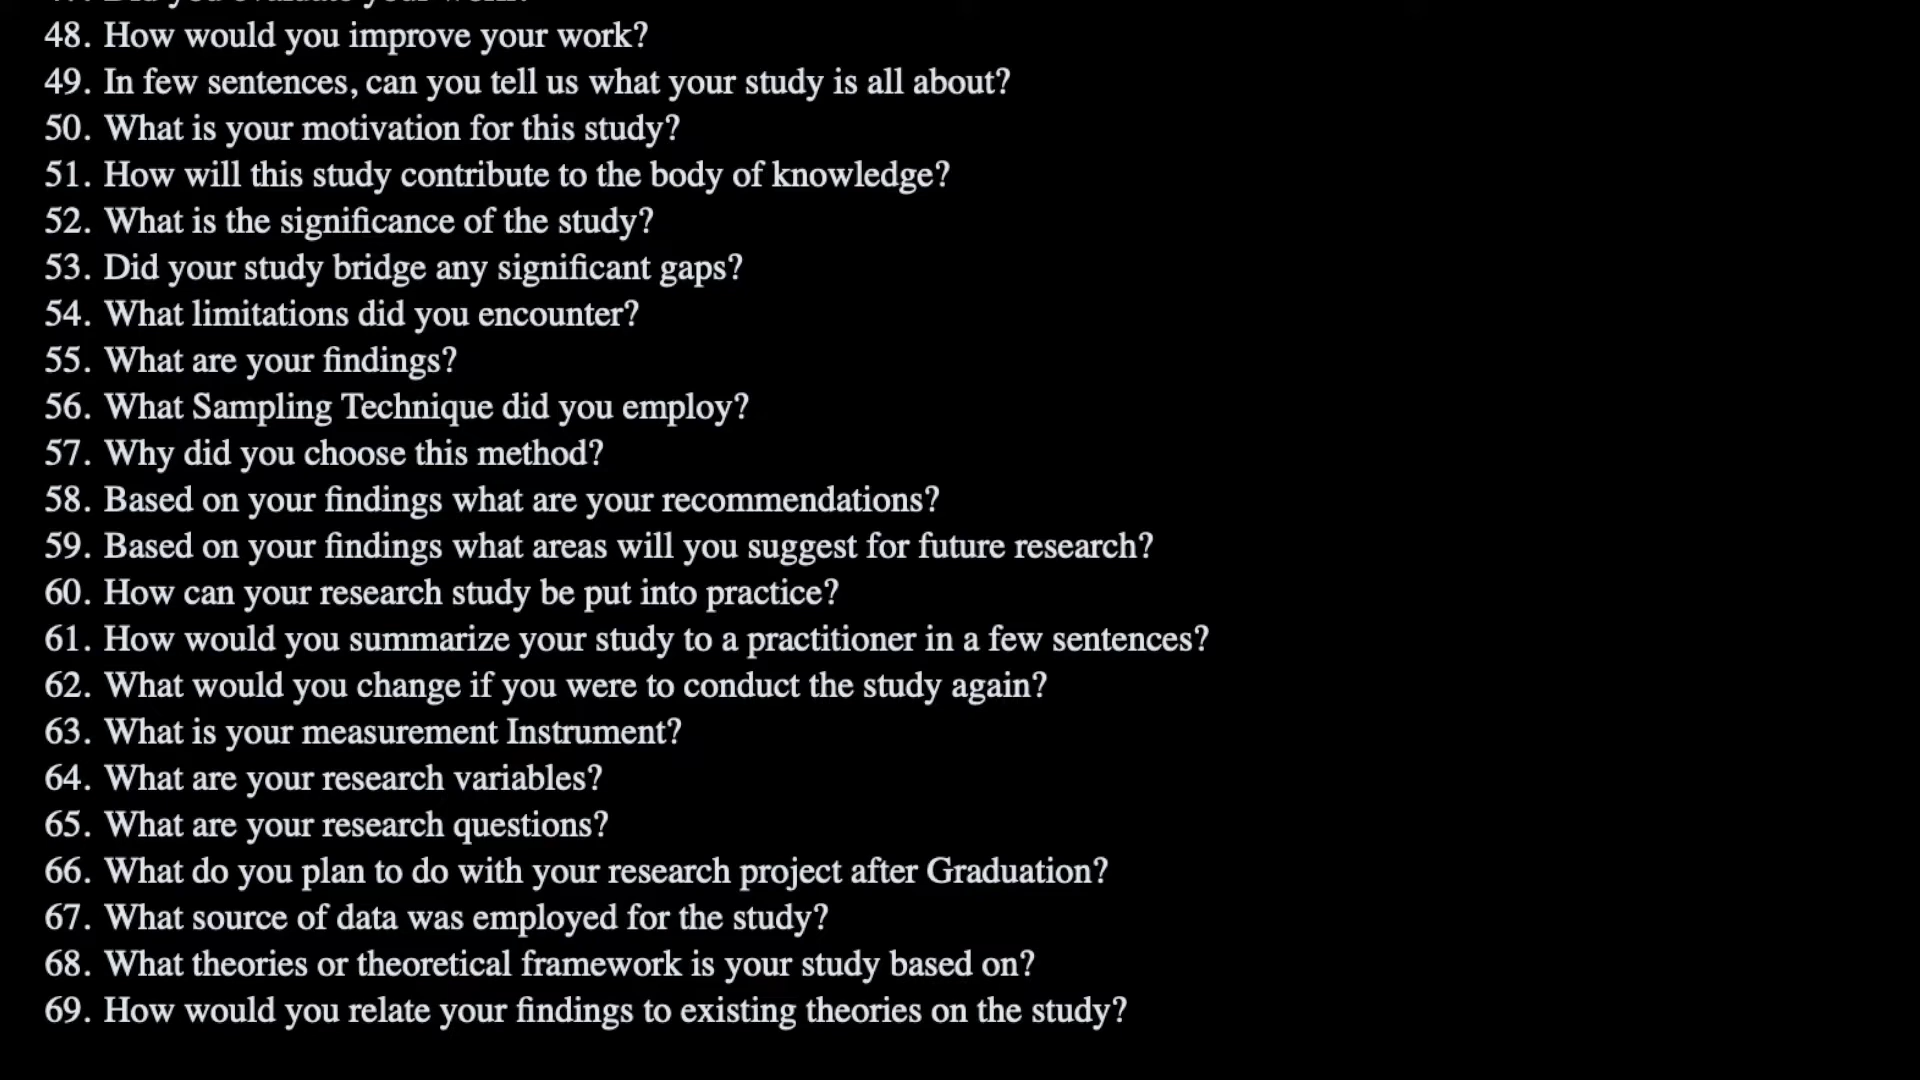 48. How would you improve your work?
49. In few sentences, can you tell us what your study is all about?
50. What is your motivation for this study?
51. How will this study contribute to the body of knowledge?
52. What is the significance of the study?
53. Did your study bridge any significant gaps?
54. What limitations did you encounter?
55. What are your findings?
56. What Sampling Technique did you employ?
57. Why did you choose this method?
58. Based on your findings what are your recommendations?
59. Based on your findings what areas will you suggest for future research?
60. How can your research study be put into practice?
61. How would you summarize your study to a practitioner in a few sentences?
62. What would you change if you were to conduct the study again?
63. What is your measurement Instrument?
64. What are your research variables?
65. What are your research questions?
66. What do you plan to do with your research project after Graduation?
67. What source of data was employed for the study?
68. What theories or theoretical framework is your study based on?
69. How would you relate your findings to existing theories on the study?